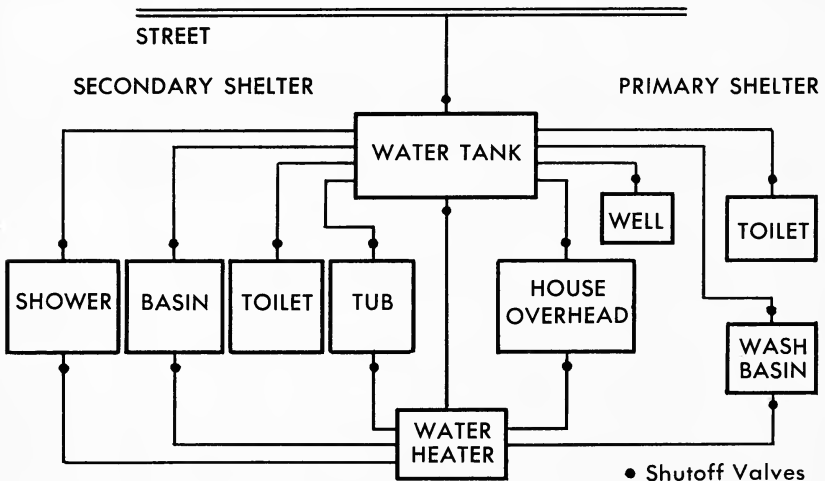 STREET
SECONDARY SHELTER
PRIMARY SHELTER
WATER TANK
WELL
TOILET
SHOWER
BASIN
TOILET
TUB
HOUSE
OVERHEAD
WASH
BASIN
WATER
HEATER
• Shutoff Valves